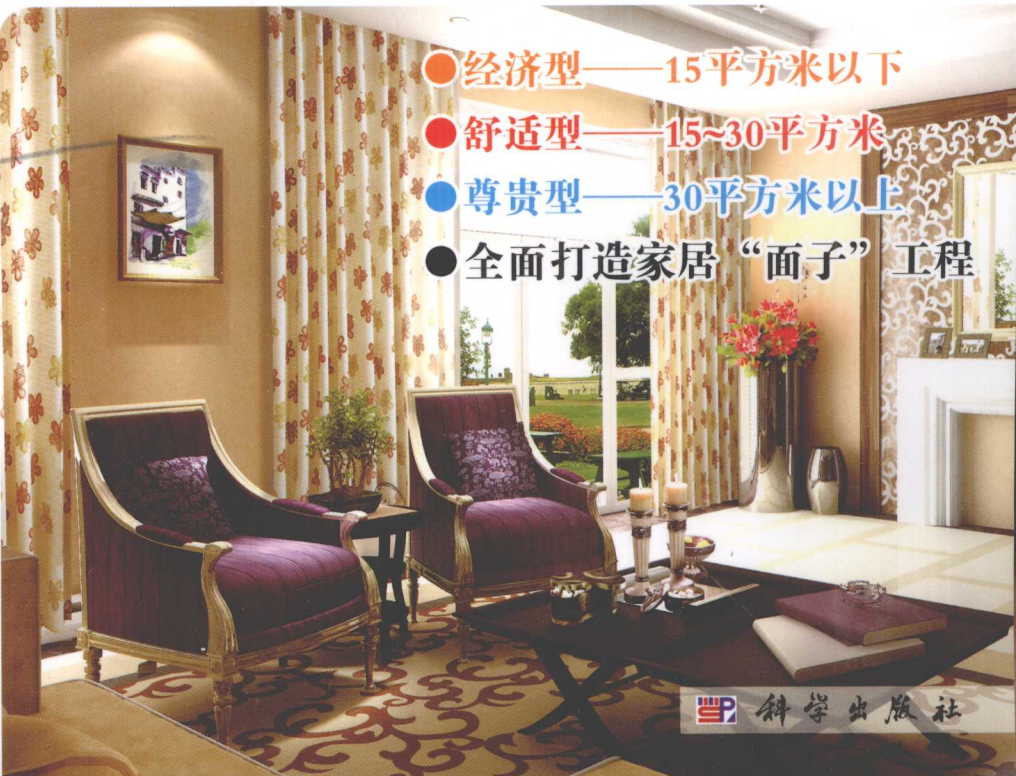 ●经济型——15平方米以下
●舒适型——15~30平方米
●尊贵型——30平方米以上
●全面打造家居“面子”工程
科学出版社